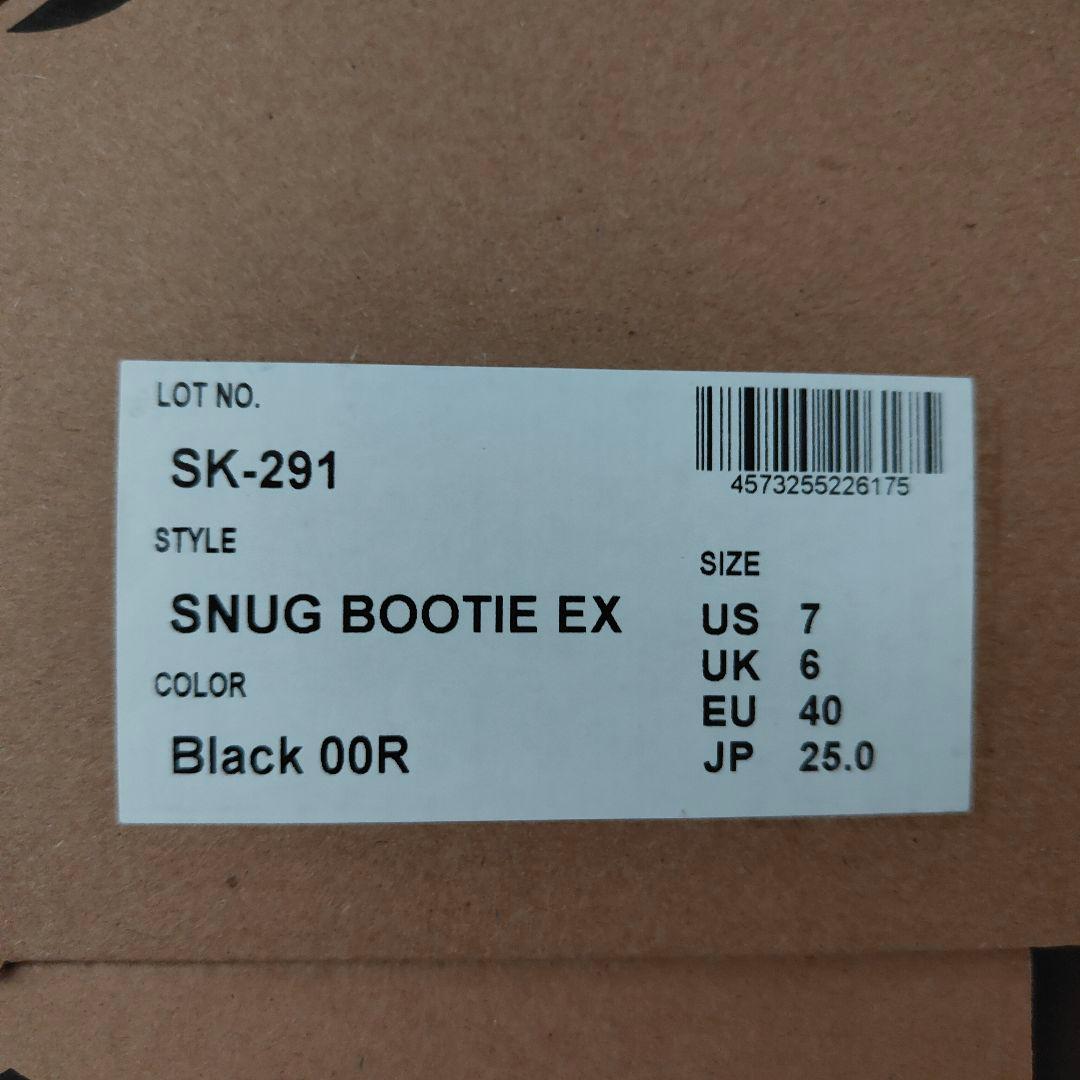 LOT NO.
SK-291
STYLE
SNUG BOOTIE EX
COLOR
Black 00R
4573255226175
SIZE
US 7
UK 6
EU 40
JP 25.0